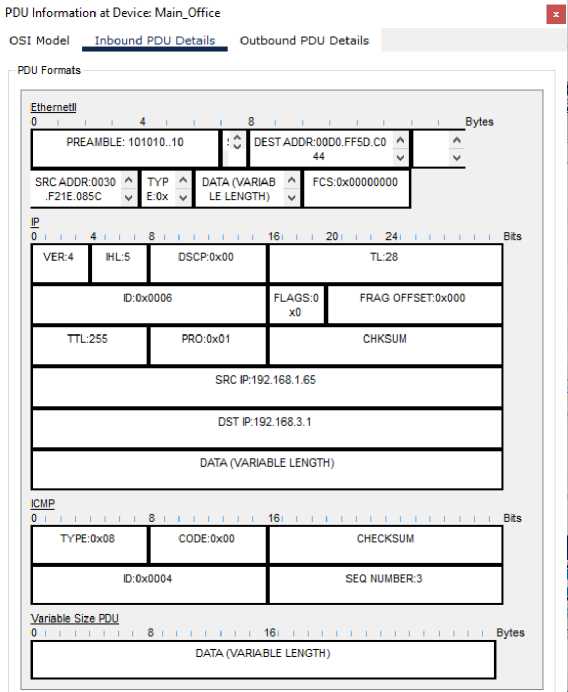 PDU Information at Device: Main_Office
x
OSI Model Inbound PDU Details Outbound PDU Details
PDU Formats
EthernetII
0 4 8 Bytes
PREAMBLE: 101010..10 DEST ADDR:00D0.FF5D.C0
44
SRC ADDR:0030 TYP DATA (VARIAB FCS:0x00000000
.F21E.085C E:0x LE LENGTH)
IP
0 4 8 16 20 24 Bits
VER:4 IHL:5 DSCP:0x00 TL:28
ID:0x0006 FLAGS:0 FRAG OFFSET:0x000
x0
TTL:255 PRO:0x01 CHKSUM
SRC IP:192.168.1.65
DST IP:192.168.3.1
DATA (VARIABLE LENGTH)
ICMP
0 8 16 Bits
TYPE:0x08 CODE:0x00 CHECKSUM
ID:0x0004 SEQ NUMBER:3
Variable Size PDU
0 8 16 Bytes
DATA (VARIABLE LENGTH)